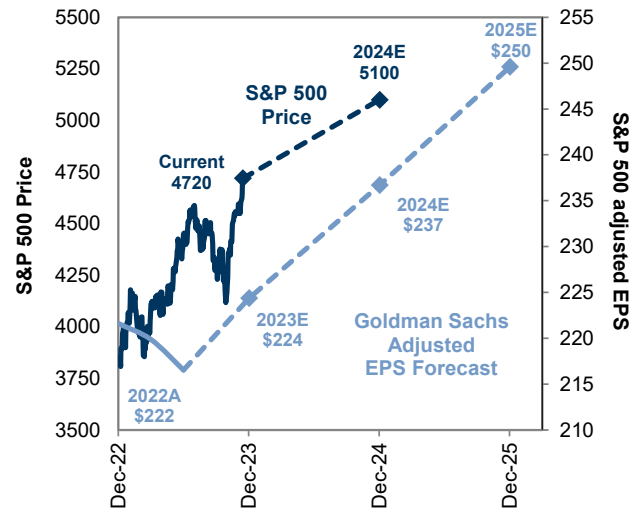 5500
5250
5000
4750
4500
4250
4000
3750
3500
S&P 500 Price
255
250
245
240
235
230
225
220
215
210
S&P 500 adjusted EPS
2025E
$250
2024E
5100
S&P 500
Price
Current
4720
2024E
$237
2023E
$224
Goldman Sachs
Adjusted
EPS Forecast
2022A
$222
Dec-22
Dec-23
Dec-24
Dec-25